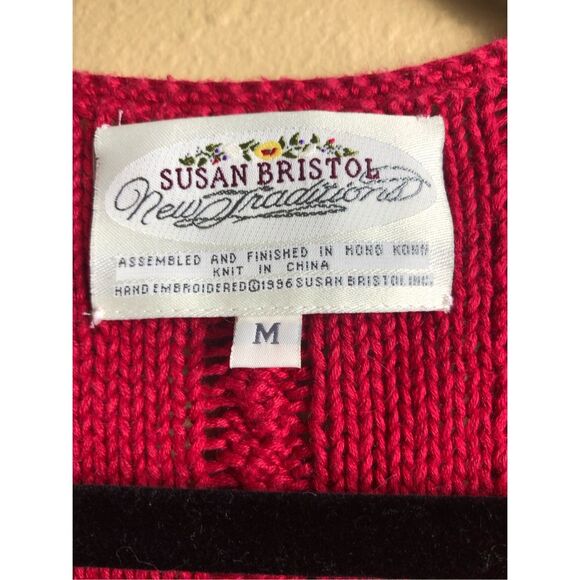 SUSAN BRISTOL
New Traditions
ASSEMBLED AND FINISHED IN HONG KONG
KNIT IN CHINA
HAND EMBROIDERED©1996 SUSAN BRISTOL INC.
M